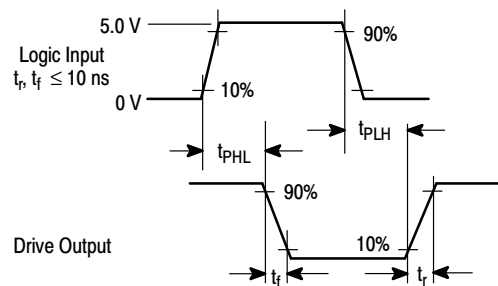 5.0 V
Logic Input
tr, tf ≤ 10 ns
0 V
90%
10%
tPHL
tPLH
90%
Drive Output
10%
tf
tr